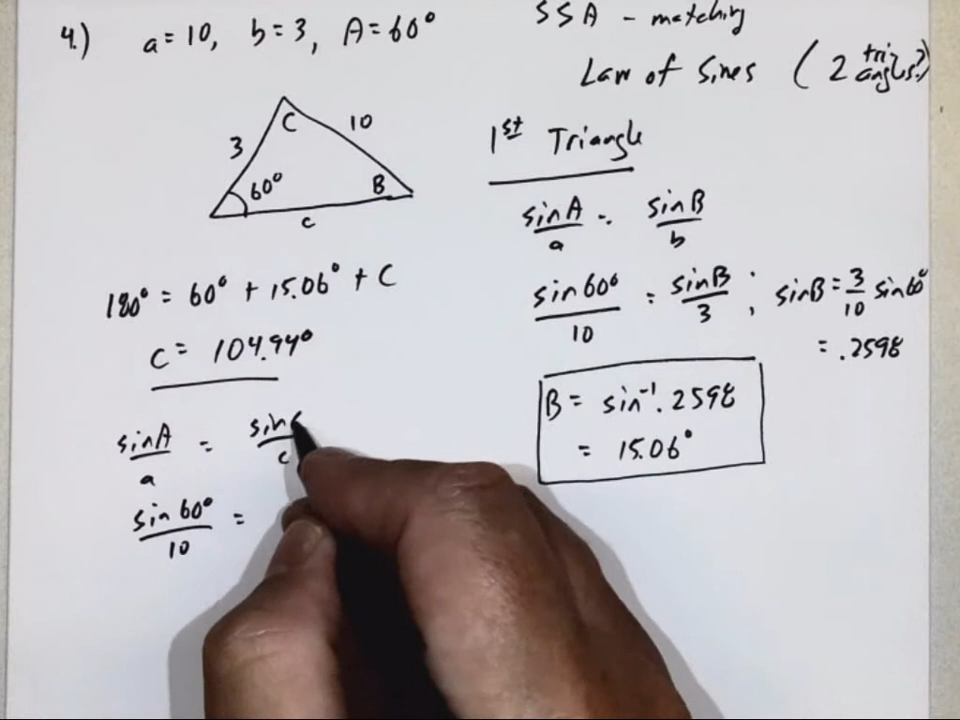 4.) a = 10, b = 3, A = 60°
SSA - matching
Law of Sines (2 triangles?)
C
3
10
60°
B
c
1st Triangle
sinA/a = sinB/b
sin60°/10 = sinB/3 ; sinB = 3/10 sin60°
= .2598
B = sin⁻¹ .2598
= 15.06°
180° = 60° + 15.06° + C
C = 104.94°
sinA/a = sinC/c
sin60°/10 =